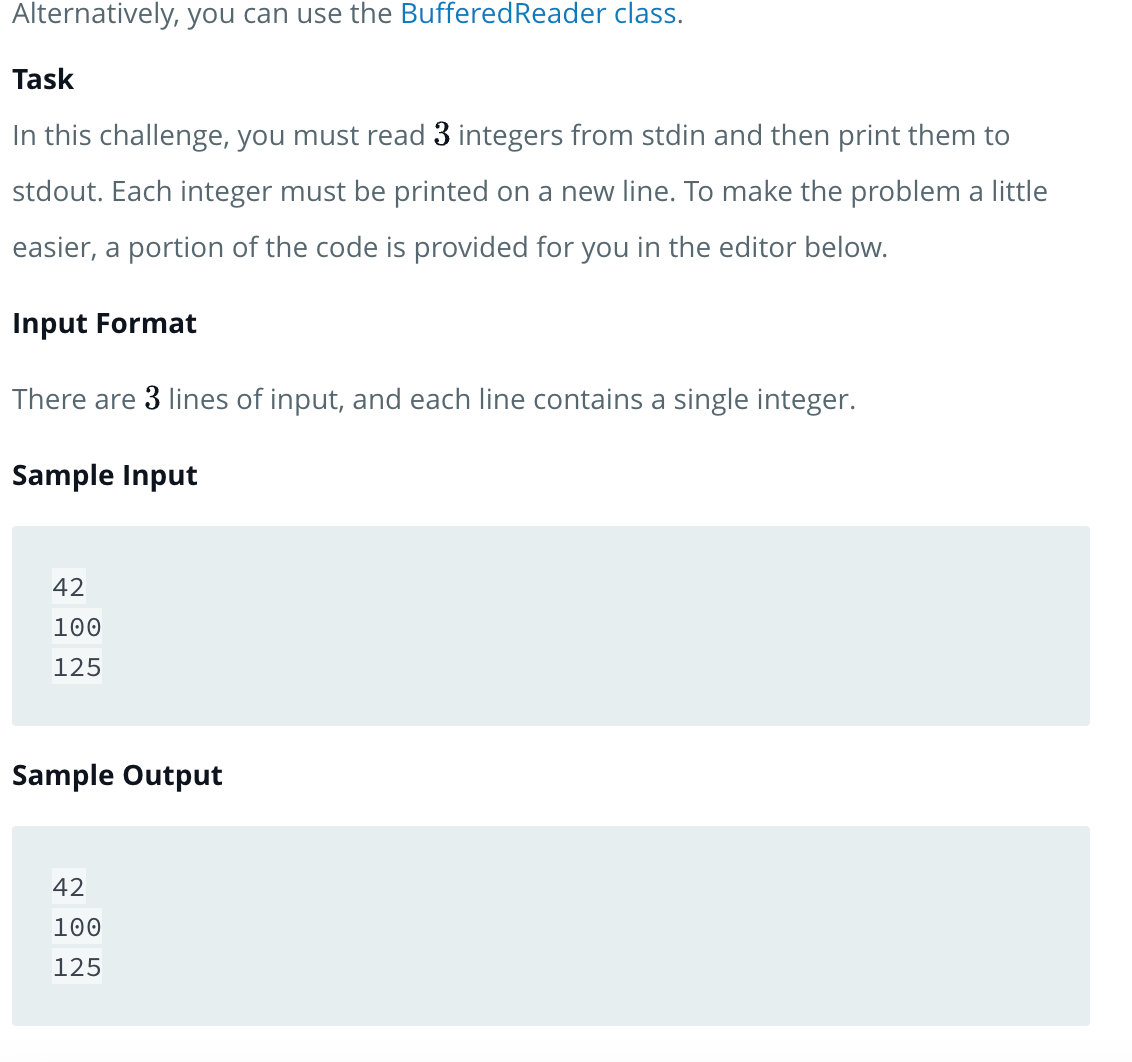 Alternatively, you can use the BufferedReader class.
Task
In this challenge, you must read 3 integers from stdin and then print them to
stdout. Each integer must be printed on a new line. To make the problem a little
easier, a portion of the code is provided for you in the editor below.
Input Format
There are 3 lines of input, and each line contains a single integer.
Sample Input
42
100
125
Sample Output
42
100
125